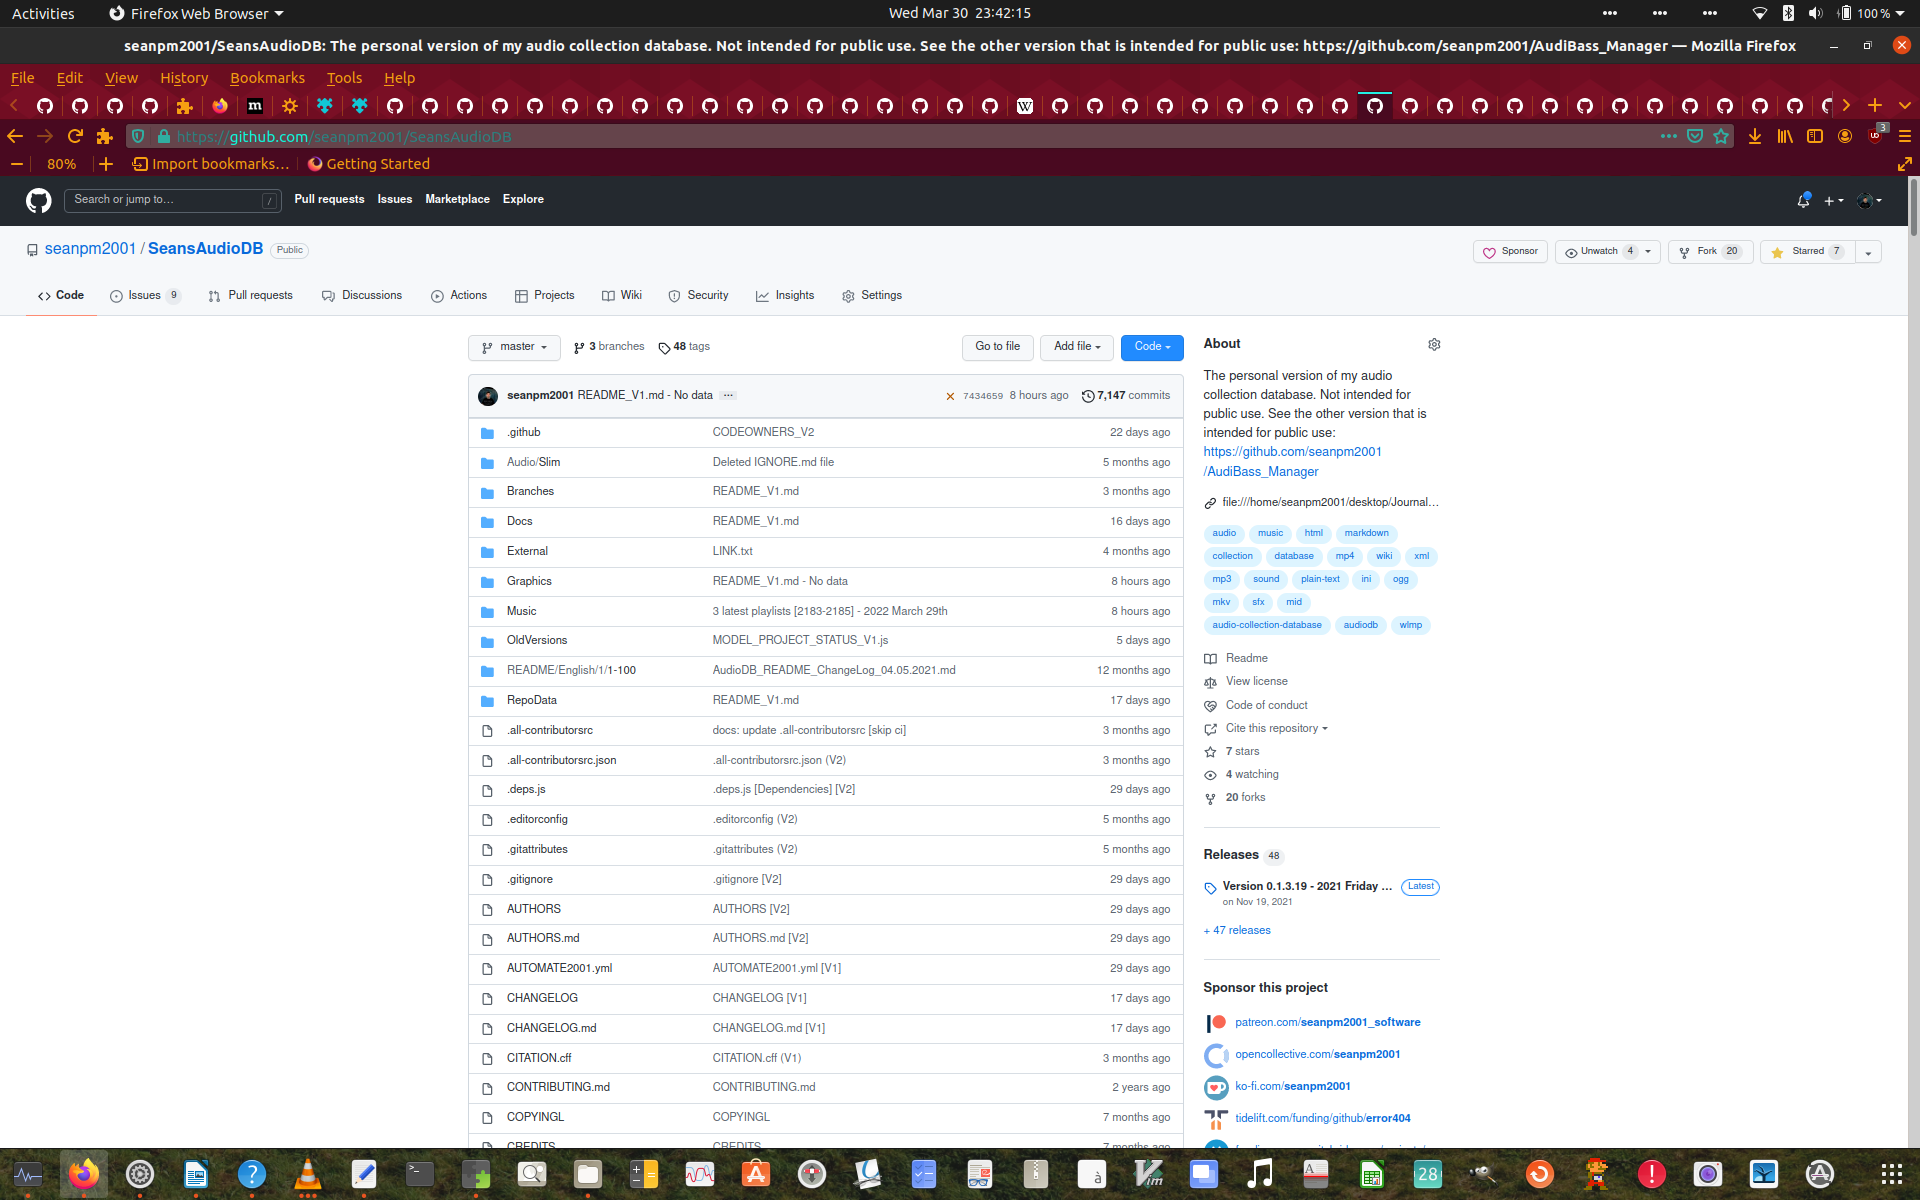 Activities
Firefox Web Browser
Wed Mar 30 23:42:15
100 %
seanpm2001/SeansAudioDB: The personal version of my audio collection database. Not intended for public use. See the other version that is intended for public use: https://github.com/seanpm2001/AudiBass_Manager — Mozilla Firefox
File Edit View History Bookmarks Tools Help
https://github.com/seanpm2001/SeansAudioDB
3
80%
Import bookmarks...
Getting Started
Search or jump to... /
Pull requests Issues Marketplace Explore
seanpm2001 / SeansAudioDB Public
Sponsor Unwatch 4 Fork 20 Starred 7
Code Issues 9 Pull requests Discussions Actions Projects Wiki Security Insights Settings
master 3 branches 48 tags Go to file Add file Code
seanpm2001 README_V1.md - No data ... 7434659 8 hours ago 7,147 commits
.github CODEOWNERS_V2 22 days ago
Audio/Slim Deleted IGNORE.md file 5 months ago
Branches README_V1.md 3 months ago
Docs README_V1.md 16 days ago
External LINK.txt 4 months ago
Graphics README_V1.md - No data 8 hours ago
Music 3 latest playlists [2183-2185] - 2022 March 29th 8 hours ago
OldVersions MODEL_PROJECT_STATUS_V1.js 5 days ago
README/English/1/1-100 AudioDB_README_ChangeLog_04.05.2021.md 12 months ago
RepoData README_V1.md 17 days ago
.all-contributorsrc docs: update .all-contributorsrc [skip ci] 3 months ago
.all-contributorsrc.json .all-contributorsrc.json (V2) 3 months ago
.deps.js .deps.js [Dependencies] [V2] 29 days ago
.editorconfig .editorconfig (V2) 5 months ago
.gitattributes .gitattributes (V2) 5 months ago
.gitignore .gitignore [V2] 29 days ago
AUTHORS AUTHORS [V2] 29 days ago
AUTHORS.md AUTHORS.md [V2] 29 days ago
AUTOMATE2001.yml AUTOMATE2001.yml [V1] 29 days ago
CHANGELOG CHANGELOG [V1] 17 days ago
CHANGELOG.md CHANGELOG.md [V1] 17 days ago
CITATION.cff CITATION.cff (V1) 3 months ago
CONTRIBUTING.md CONTRIBUTING.md 2 years ago
COPYINGL COPYINGL 7 months ago
CREDITS CREDITS 7 months ago
About
The personal version of my audio
collection database. Not intended for
public use. See the other version that is
intended for public use:
https://github.com/seanpm2001
/AudiBass_Manager
file:///home/seanpm2001/desktop/Journal...
audio music html markdown
collection database mp4 wiki xml
mp3 sound plain-text ini ogg
mkv sfx mid
audio-collection-database audiodb wlmp
Readme
View license
Code of conduct
Cite this repository
7 stars
4 watching
20 forks
Releases 48
Version 0.1.3.19 - 2021 Friday ... Latest
on Nov 19, 2021
+ 47 releases
Sponsor this project
patreon.com/seanpm2001_software
opencollective.com/seanpm2001
ko-fi.com/seanpm2001
tidelift.com/funding/github/error404
28